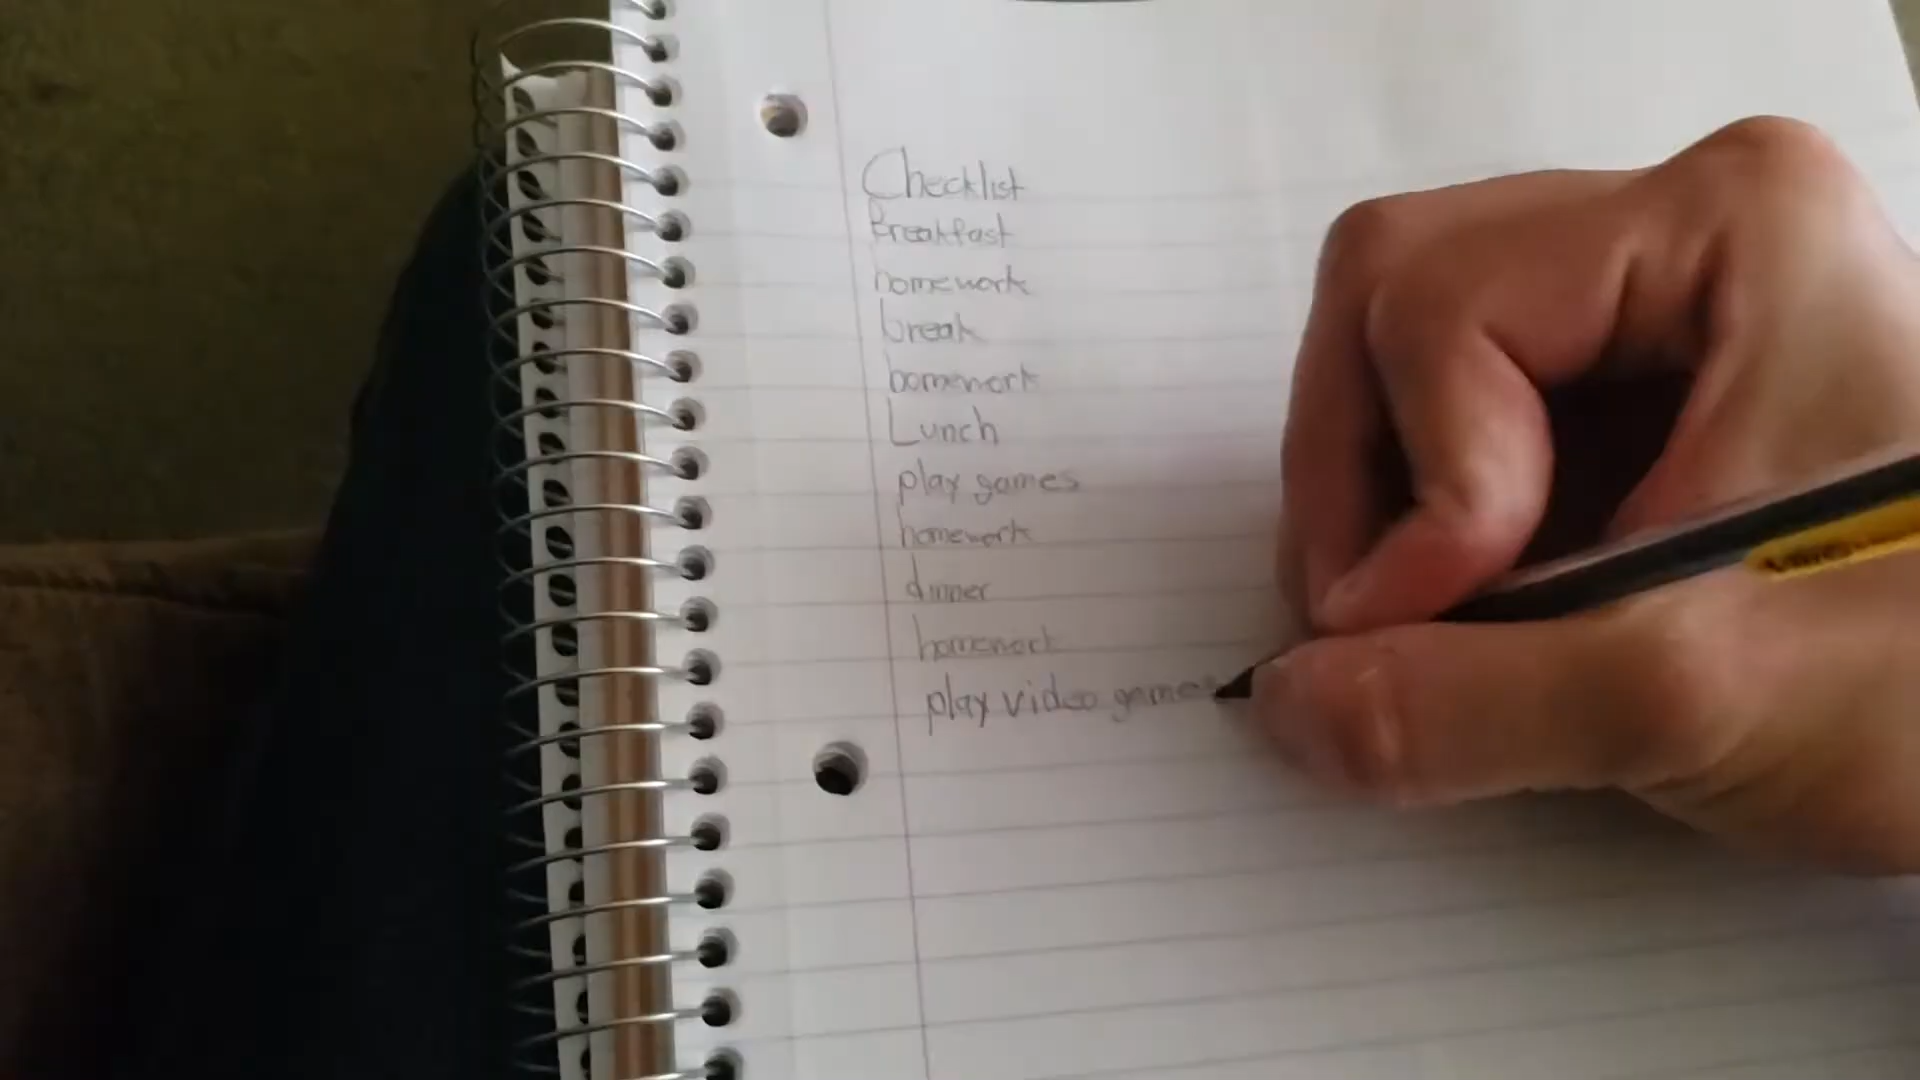 Checklist
Breakfast
homework
break
homework
Lunch
play games
homework
dinner
homework
play video games